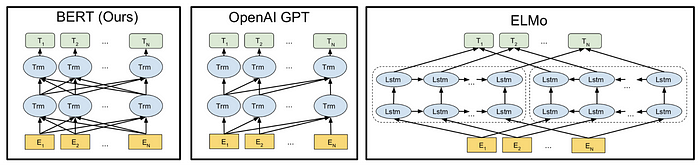 BERT (Ours)
T1 T2 ... TN
Trm Trm ... Trm
Trm Trm ... Trm
E1 E2 ... EN
OpenAI GPT
T1 T2 ... TN
Trm Trm ... Trm
Trm Trm ... Trm
E1 E2 ... EN
ELMo
T1 T2 ... TN
Lstm Lstm ... Lstm Lstm Lstm ... Lstm
Lstm Lstm ... Lstm Lstm Lstm ... Lstm
E1 E2 ... EN